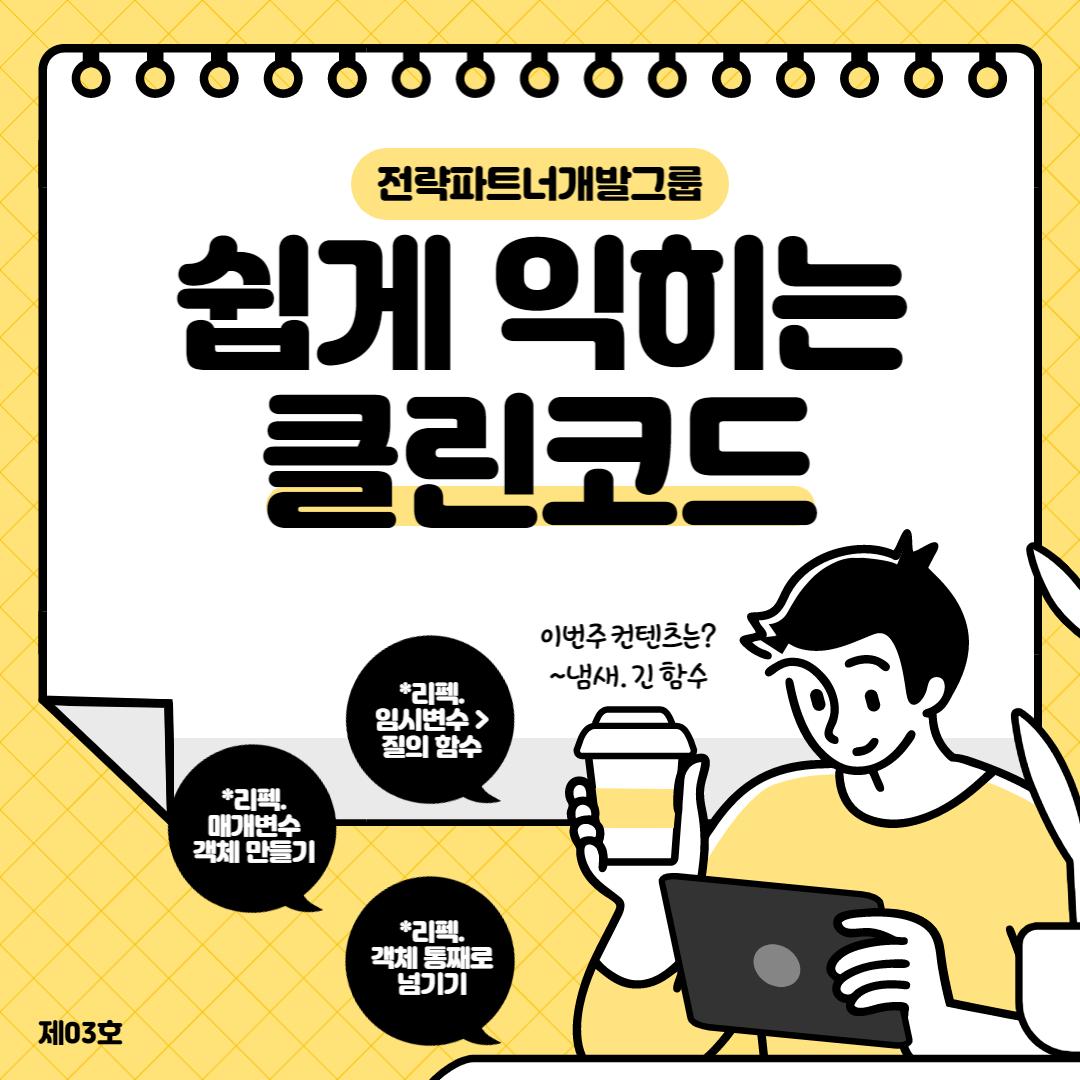 전략파트너개발그룹
쉽게 익히는
클린코드
이번주 컨텐츠는?
~냄새. 긴 함수
*리펙.
임시변수 >
질의 함수
*리펙.
매개변수
객체 만들기
*리펙.
객체 통째로
넘기기
제03호